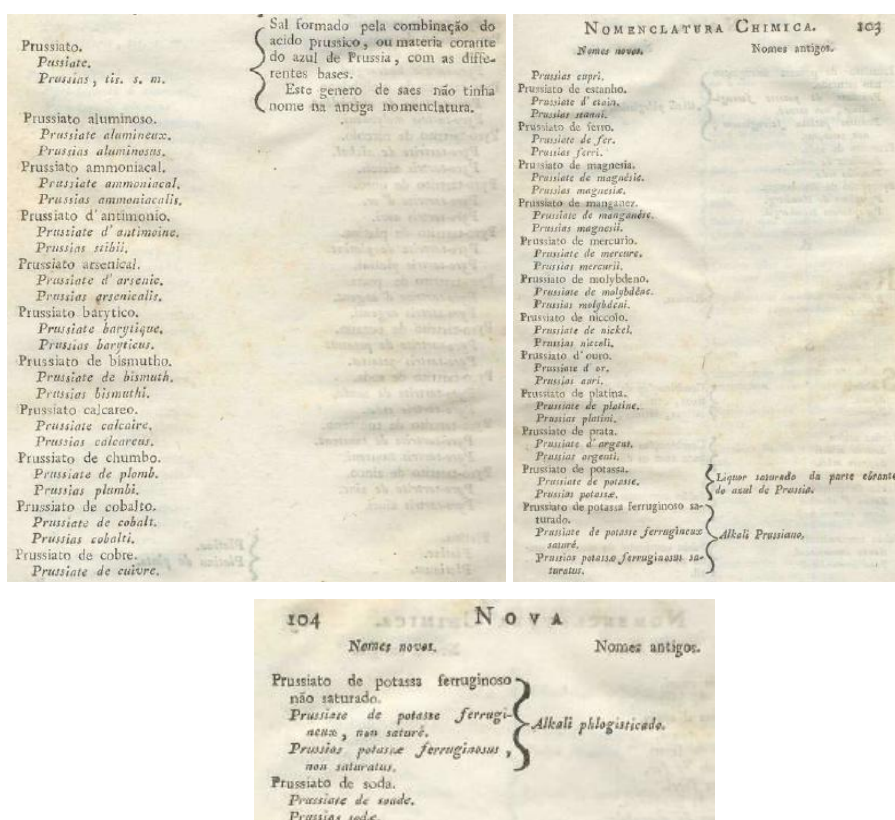 Prussiato.
Pussiate.
Prussias, tis. s. m.
Sal formado pela combinação do
acido prussico, ou materia corante
do azul de Prussia, com as diffe-
rentes bases.
Este genero de saes não tinha
nome na antiga nomenclatura.
Prussiato aluminoso.
Prussiate alumineux.
Prussias aluminosus.
Prussiato ammoniacal.
Prussiate ammoniacal.
Prussias ammoniacalis.
Prussiato d'antimonio.
Prussiate d'antimoine.
Prussias stibii.
Prussiato arsenical.
Prussiate d'arsenic.
Prussias arsenicalis.
Prussiato barytico.
Prussiate barytique.
Prussias baryticus.
Prussiato de bismutho.
Prussiate de bismuth.
Prussias bismuthi.
Prussiato calcareo.
Prussiate calcaire.
Prussias calcareus.
Prussiato de chumbo.
Prussiate de plomb.
Prussias plumbi.
Prussiato de cobalto.
Prussiate de cobalt.
Prussias cobalti.
Prussiato de cobre.
Prussiate de cuivre.
NOMENCLATURA CHIMICA. 103
Nomes novos. Nomes antigos.
Prussias cupri.
Prussiato de estanho.
Prussiate d'etain.
Prussias stanni.
Prussiato de ferro.
Prussiate de fer.
Prussias ferri.
Prussiato de magnesia.
Prussiate de magnésie.
Prussias magnesiæ.
Prussiato de manganez.
Prussiate de manganèse.
Prussias magnesii.
Prussiato de mercurio.
Prussiate de mercure.
Prussias mercurii.
Prussiato de molybdeno.
Prussiate de molybdène.
Prussias molybdeni.
Prussiato de niccolo.
Prussiate de nickel.
Prussias niccoli.
Prussiato d'ouro.
Prussiate d'or.
Prussias auri.
Prussiato de platina.
Prussiate de platine.
Prussias platini.
Prussiato de prata.
Prussiate d'argent.
Prussias argenti.
Prussiato de potassa.
Prussiate de potasse.
Prussias potassæ.
Liquor saturado da parte córante
do azul de Prussia.
Prussiato de potassa ferruginoso sa-
turado.
Prussiate de potasse ferrugineux
saturé.
Prussias potassæ ferruginosus sa-
turatus.
Alkali Prussiano.
104 NOVA
Nomes novos. Nomes antigos.
Prussiato de potassa ferruginoso
não saturado.
Prussiate de potasse ferrugi-
neux, non saturé.
Prussias potassæ ferruginosus,
non saturatus.
Alkali phlogisticado.
Prussiato de soda.
Prussiate de soude.
Prussias sodæ.